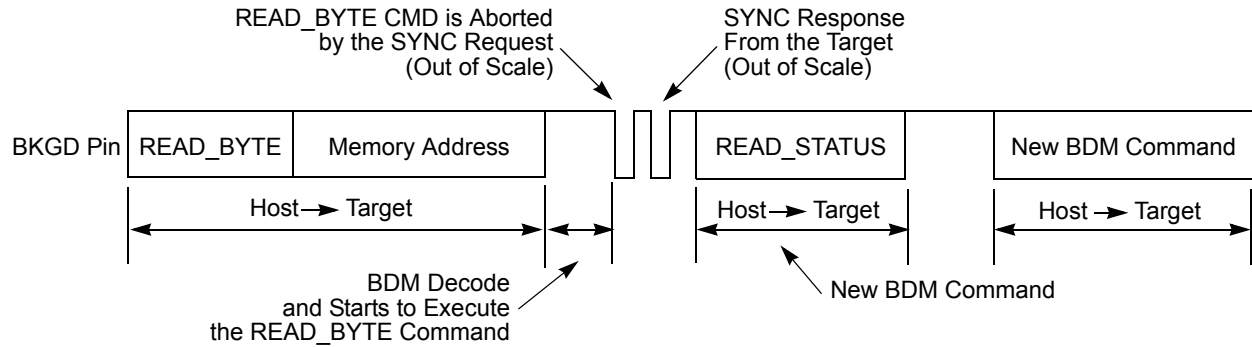 READ_BYTE CMD is Aborted
by the SYNC Request
(Out of Scale)
SYNC Response
From the Target
(Out of Scale)
BKGD Pin
READ_BYTE
Memory Address
READ_STATUS
New BDM Command
Host → Target
Host → Target
Host → Target
BDM Decode
and Starts to Execute
the READ_BYTE Command
New BDM Command